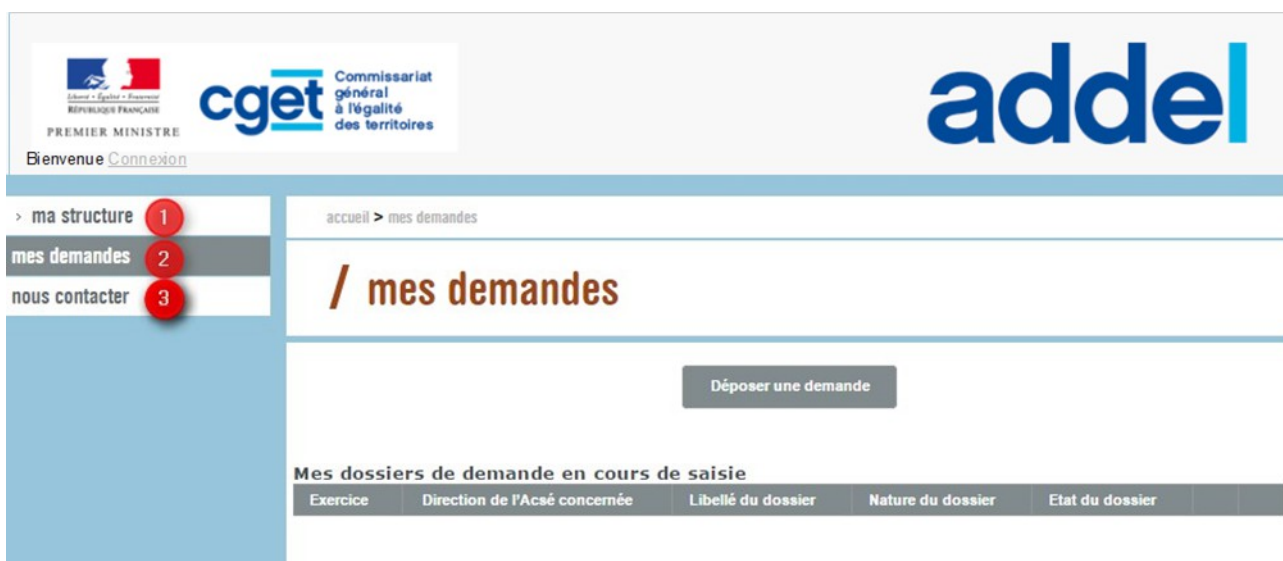 Liberté • Égalité • Fraternité
RÉPUBLIQUE FRANÇAISE
PREMIER MINISTRE
cget
Commissariat
général
à l'égalité
des territoires
addel
Bienvenue Connexion
> ma structure 1
mes demandes 2
nous contacter 3
accueil > mes demandes
/ mes demandes
Déposer une demande
Mes dossiers de demande en cours de saisie
Exercice Direction de l'Acsé concernée Libellé du dossier Nature du dossier Etat du dossier